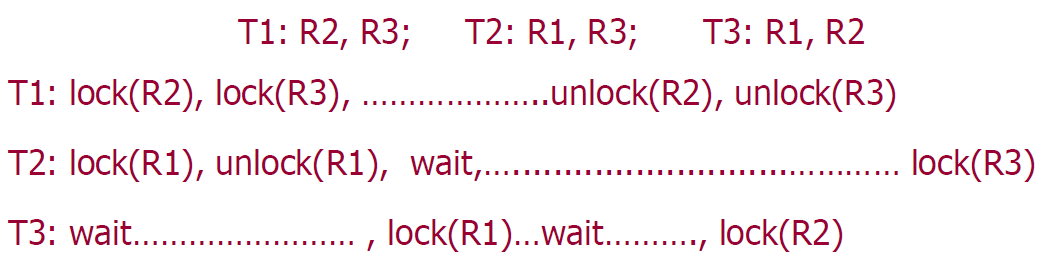 T1: R2, R3; T2: R1, R3; T3: R1, R2
T1: lock(R2), lock(R3), …………………..unlock(R2), unlock(R3)
T2: lock(R1), unlock(R1), wait,…..............................………… lock(R3)
T3: wait…………………… , lock(R1)…wait………., lock(R2)